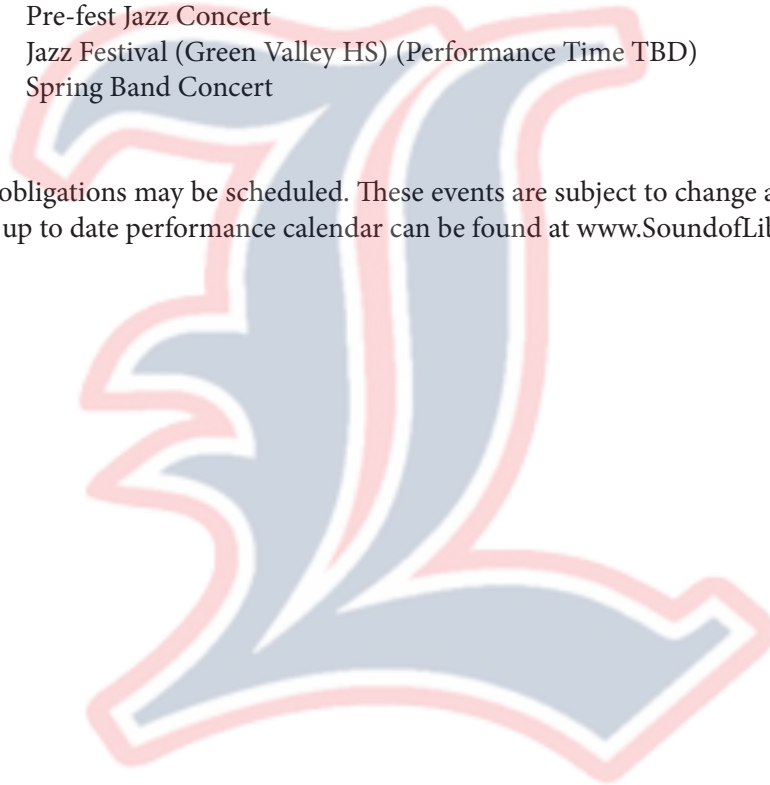 Pre-fest Jazz Concert
Jazz Festival (Green Valley HS) (Performance Time TBD)
Spring Band Concert
obligations may be scheduled. These events are subject to change a
up to date performance calendar can be found at www.SoundofLib
L